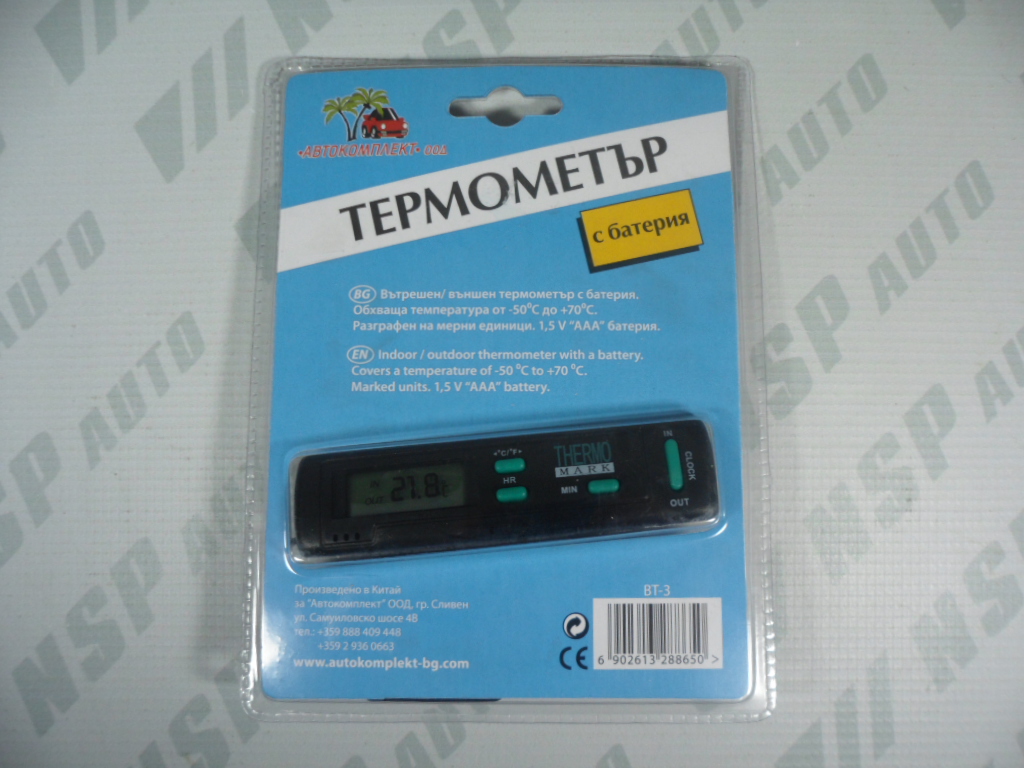 •АВТОКОМПЛЕКТ• ООД
ТЕРМОМЕТЪР
с батерия
BG Вътрешен/ външен термометър с батерия.
Обхваща температура от -50°C до +70°C.
Разграфен на мерни единици. 1,5 V "AAA" батерия.
EN Indoor / outdoor thermometer with a battery.
Covers a temperature of -50 °C to +70 °C.
Marked units. 1,5 V "AAA" battery.
IN
OUT 27.8°C
•°C/°F•
HR
THERMO
MARK
MIN
IN
CLOCK
OUT
Произведено в Китай
за "Автокомплект" ООД, гр. Сливен
ул. Самуиловско шосе 4В
тел.: +359 888 409 448
+359 2 936 0663
www.autokomplekt-bg.com
BT-3
CE
6 902613 288650 >
NSP AUTO